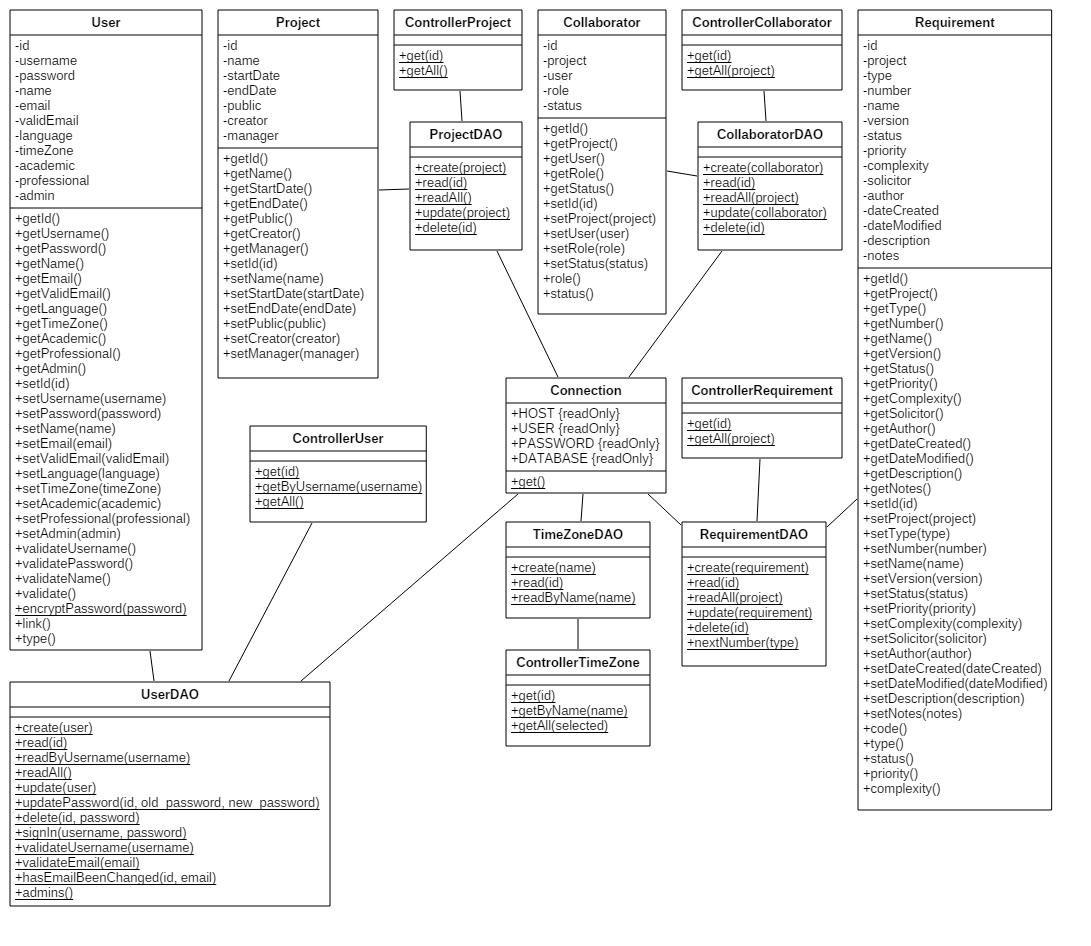 User
-id
-username
-password
-name
-email
-validEmail
-language
-timeZone
-academic
-professional
-admin
+getId()
+getUsername()
+getPassword()
+getName()
+getEmail()
+getValidEmail()
+getLanguage()
+getTimeZone()
+getAcademic()
+getProfessional()
+getAdmin()
+setId(id)
+setUsername(username)
+setPassword(password)
+setName(name)
+setEmail(email)
+setValidEmail(validEmail)
+setLanguage(language)
+setTimeZone(timeZone)
+setAcademic(academic)
+setProfessional(professional)
+setAdmin(admin)
+validateUsername()
+validatePassword()
+validateName()
+validate()
+encryptPassword(password)
+link()
+type()
Project
-id
-name
-startDate
-endDate
-public
-creator
-manager
+getId()
+getName()
+getStartDate()
+getEndDate()
+getPublic()
+getCreator()
+getManager()
+setId(id)
+setName(name)
+setStartDate(startDate)
+setEndDate(endDate)
+setPublic(public)
+setCreator(creator)
+setManager(manager)
ControllerProject
+get(id)
+getAll()
ProjectDAO
+create(project)
+read(id)
+readAll()
+update(project)
+delete(id)
Collaborator
-id
-project
-user
-role
-status
+getId()
+getProject()
+getUser()
+getRole()
+getStatus()
+setId(id)
+setProject(project)
+setUser(user)
+setRole(role)
+setStatus(status)
+role()
+status()
ControllerCollaborator
+get(id)
+getAll(project)
CollaboratorDAO
+create(collaborator)
+read(id)
+readAll(project)
+update(collaborator)
+delete(id)
Requirement
-id
-project
-type
-number
-name
-version
-status
-priority
-complexity
-solicitor
-author
-dateCreated
-dateModified
-description
-notes
+getId()
+getProject()
+getType()
+getNumber()
+getName()
+getVersion()
+getStatus()
+getPriority()
+getComplexity()
+getSolicitor()
+getAuthor()
+getDateCreated()
+getDateModified()
+getDescription()
+getNotes()
+setId(id)
+setProject(project)
+setType(type)
+setNumber(number)
+setName(name)
+setVersion(version)
+setStatus(status)
+setPriority(priority)
+setComplexity(complexity)
+setSolicitor(solicitor)
+setAuthor(author)
+setDateCreated(dateCreated)
+setDateModified(dateModified)
+setDescription(description)
+setNotes(notes)
+code()
+type()
+status()
+priority()
+complexity()
Connection
+HOST {readOnly}
+USER {readOnly}
+PASSWORD {readOnly}
+DATABASE {readOnly}
+get()
ControllerRequirement
+get(id)
+getAll(project)
ControllerUser
+get(id)
+getByUsername(username)
+getAll()
TimeZoneDAO
+create(name)
+read(id)
+readByName(name)
RequirementDAO
+create(requirement)
+read(id)
+readAll(project)
+update(requirement)
+delete(id)
+nextNumber(type)
ControllerTimeZone
+get(id)
+getByName(name)
+getAll(selected)
UserDAO
+create(user)
+read(id)
+readByUsername(username)
+readAll()
+update(user)
+updatePassword(id, old_password, new_password)
+delete(id, password)
+signIn(username, password)
+validateUsername(username)
+validateEmail(email)
+hasEmailBeenChanged(id, email)
+admins()